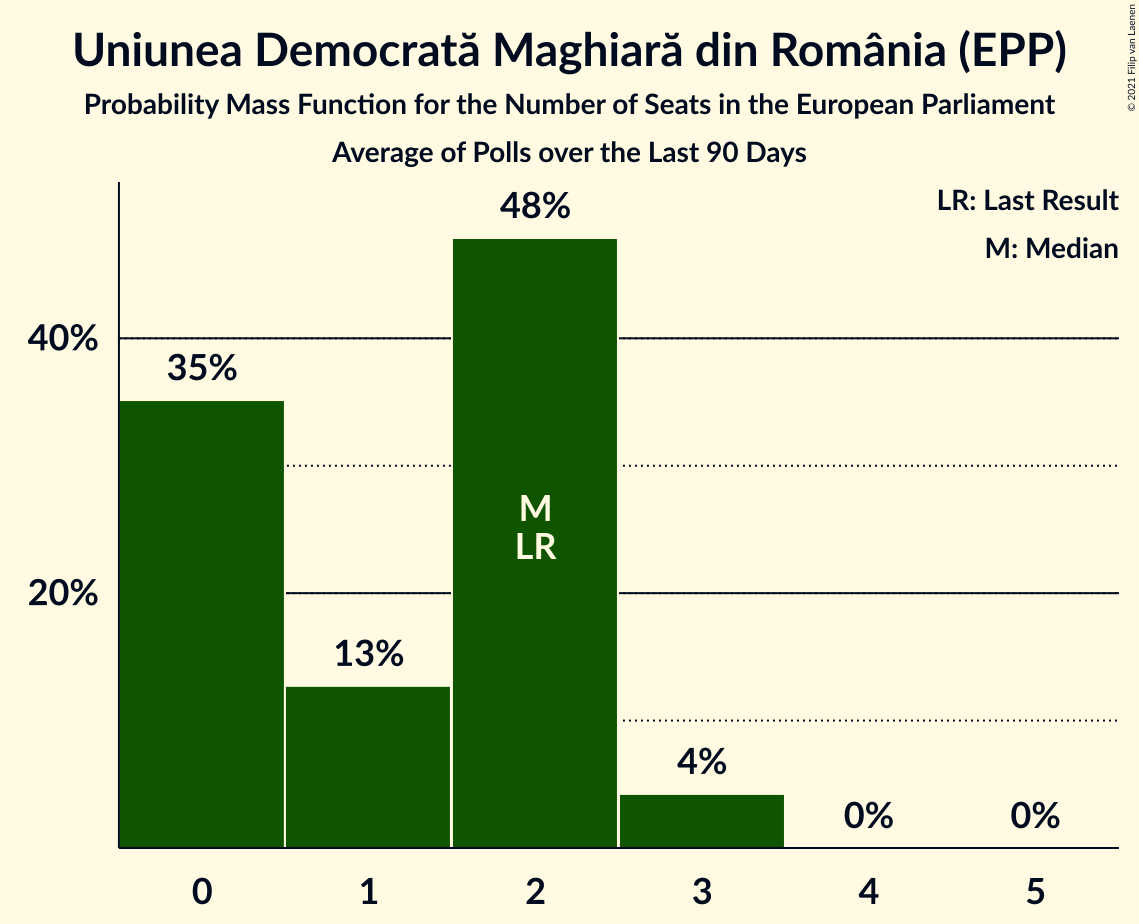 Uniunea Democrată Maghiară din România (EPP)
Probability Mass Function for the Number of Seats in the European Parliament
Average of Polls over the Last 90 Days
© 2021 Filip van Laenen
LR: Last Result
M: Median
48%
40%
35%
M
LR
20%
13%
4%
0%
0%
0
1
2
3
4
5